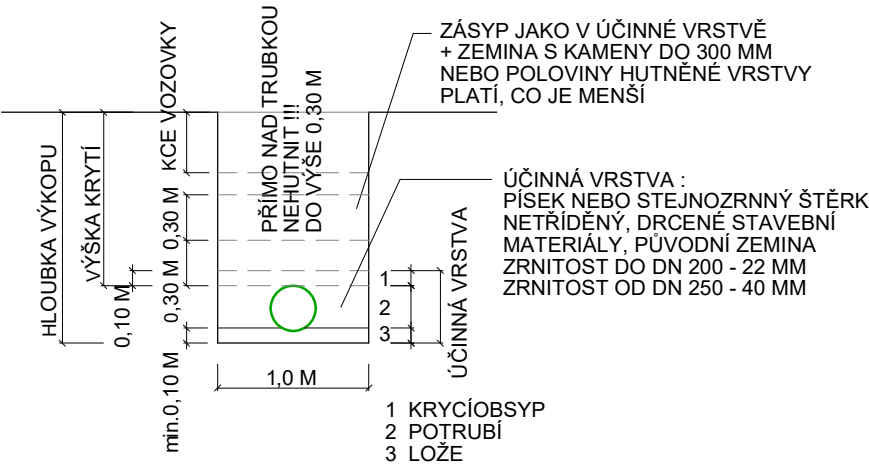 ZÁSYP JAKO V ÚČINNÉ VRSTVĚ
+ ZEMINA S KAMENY DO 300 MM
NEBO POLOVINY HUTNĚNÉ VRSTVY
PLATÍ, CO JE MENŠÍ
HLOUBKA VÝKOPU
VÝŠKA KRYTÍ
0,10 M
KCE VOZOVKY
0,30 M
0,30 M
min.0,10 M
PŘÍMO NAD TRUBKOU
NEHUTNIT !!!
DO VÝŠE 0,30 M
ÚČINNÁ VRSTVA :
PÍSEK NEBO STEJNOZRNNÝ ŠTĚRK
NETŘÍDĚNÝ, DRCENÉ STAVEBNÍ
MATERIÁLY, PŮVODNÍ ZEMINA
ZRNITOST DO DN 200 - 22 MM
ZRNITOST OD DN 250 - 40 MM
1
2
3
ÚČINNÁ VRSTVA
1,0 M
1 KRYCÍOBSYP
2 POTRUBÍ
3 LOŽE